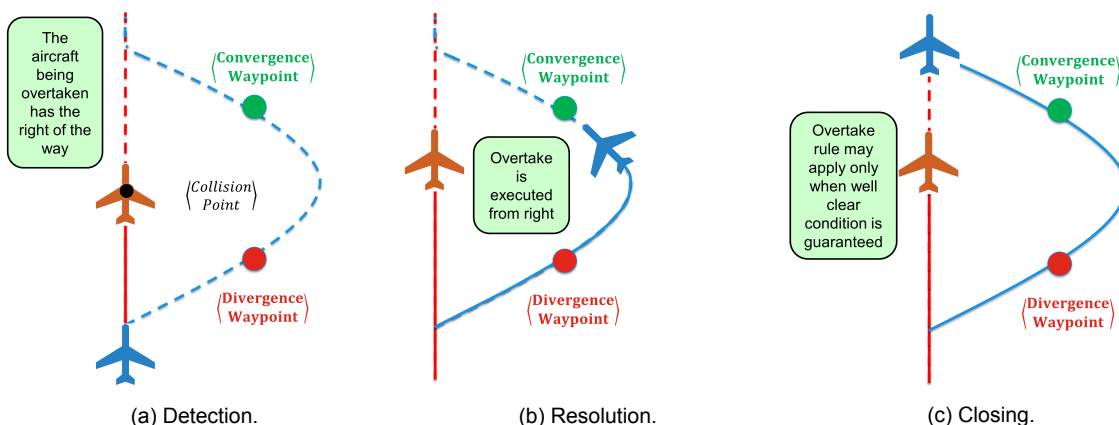 The
aircraft
being
overtaken
has the
right of the
way
⟨Convergence
Waypoint⟩
⟨Collision
Point⟩
⟨Divergence
Waypoint⟩
(a) Detection.
⟨Convergence
Waypoint⟩
Overtake
is
executed
from right
⟨Divergence
Waypoint⟩
(b) Resolution.
⟨Convergence
Waypoint⟩
Overtake
rule may
apply only
when well
clear
condition is
guaranteed
⟨Divergence
Waypoint⟩
(c) Closing.